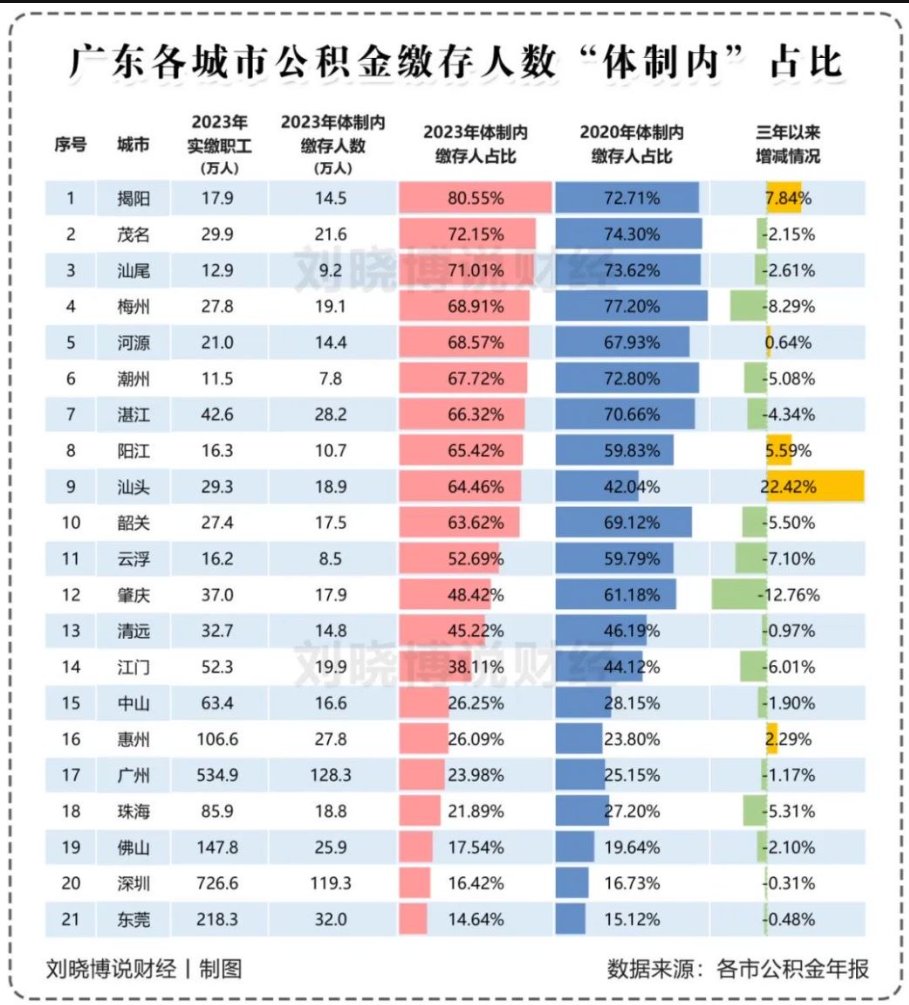 广东各城市公积金缴存人数“体制内”占比
序号 城市 2023年实缴职工(万人) 2023年体制内缴存人数(万人) 2023年体制内缴存人占比 2020年体制内缴存人占比 三年以来增减情况
1 揭阳 17.9 14.5 80.55% 72.71% 7.84%
2 茂名 29.9 21.6 72.15% 74.30% -2.15%
3 汕尾 12.9 9.2 71.01% 73.62% -2.61%
4 梅州 27.8 19.1 68.91% 77.20% -8.29%
5 河源 21.0 14.4 68.57% 67.93% 0.64%
6 潮州 11.5 7.8 67.72% 72.80% -5.08%
7 湛江 42.6 28.2 66.32% 70.66% -4.34%
8 阳江 16.3 10.7 65.42% 59.83% 5.59%
9 汕头 29.3 18.9 64.46% 42.04% 22.42%
10 韶关 27.4 17.5 63.62% 69.12% -5.50%
11 云浮 16.2 8.5 52.69% 59.79% -7.10%
12 肇庆 37.0 17.9 48.42% 61.18% -12.76%
13 清远 32.7 14.8 45.22% 46.19% -0.97%
14 江门 52.3 19.9 38.11% 44.12% -6.01%
15 中山 63.4 16.6 26.25% 28.15% -1.90%
16 惠州 106.6 27.8 26.09% 23.80% 2.29%
17 广州 534.9 128.3 23.98% 25.15% -1.17%
18 珠海 85.9 18.8 21.89% 27.20% -5.31%
19 佛山 147.8 25.9 17.54% 19.64% -2.10%
20 深圳 726.6 119.3 16.42% 16.73% -0.31%
21 东莞 218.3 32.0 14.64% 15.12% -0.48%
刘晓博说财经
刘晓博说财经
刘晓博说财经丨制图 数据来源：各市公积金年报